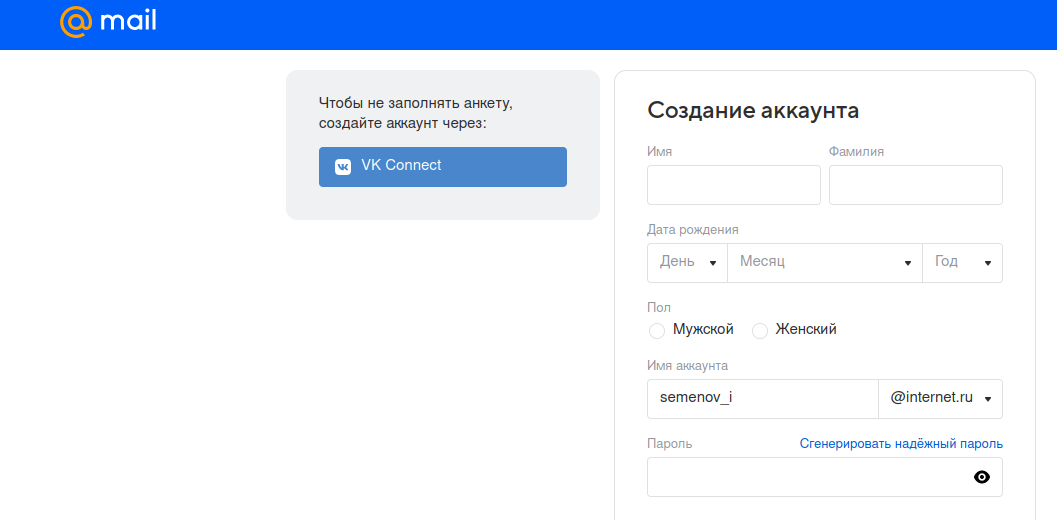 @mail
Чтобы не заполнять анкету,
создайте аккаунт через:
VK Connect
Создание аккаунта
Имя Фамилия
Дата рождения
День Месяц Год
Пол
Мужской Женский
Имя аккаунта
semenov_i @internet.ru
Пароль Сгенерировать надёжный пароль